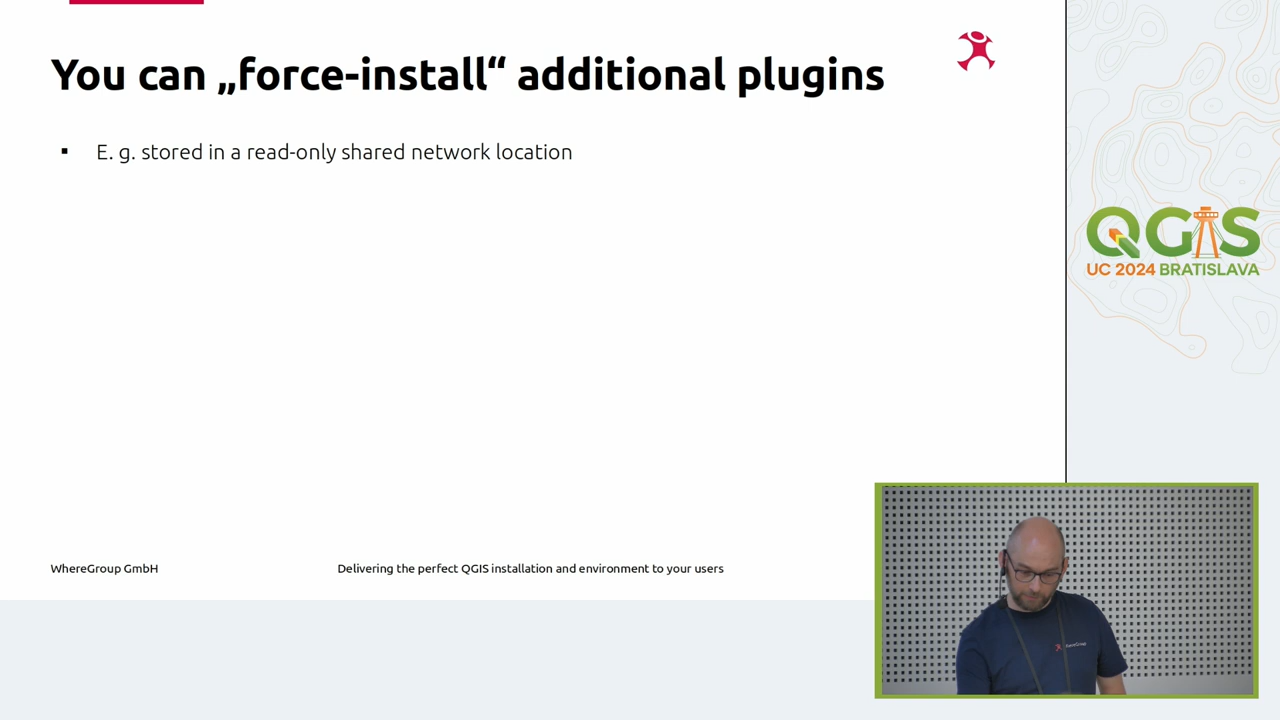 You can „force-install“ additional plugins
▪ E. g. stored in a read-only shared network location
QGIS
UC 2024 BRATISLAVA
WhereGroup GmbH
Delivering the perfect QGIS installation and environment to your users
WhereGroup